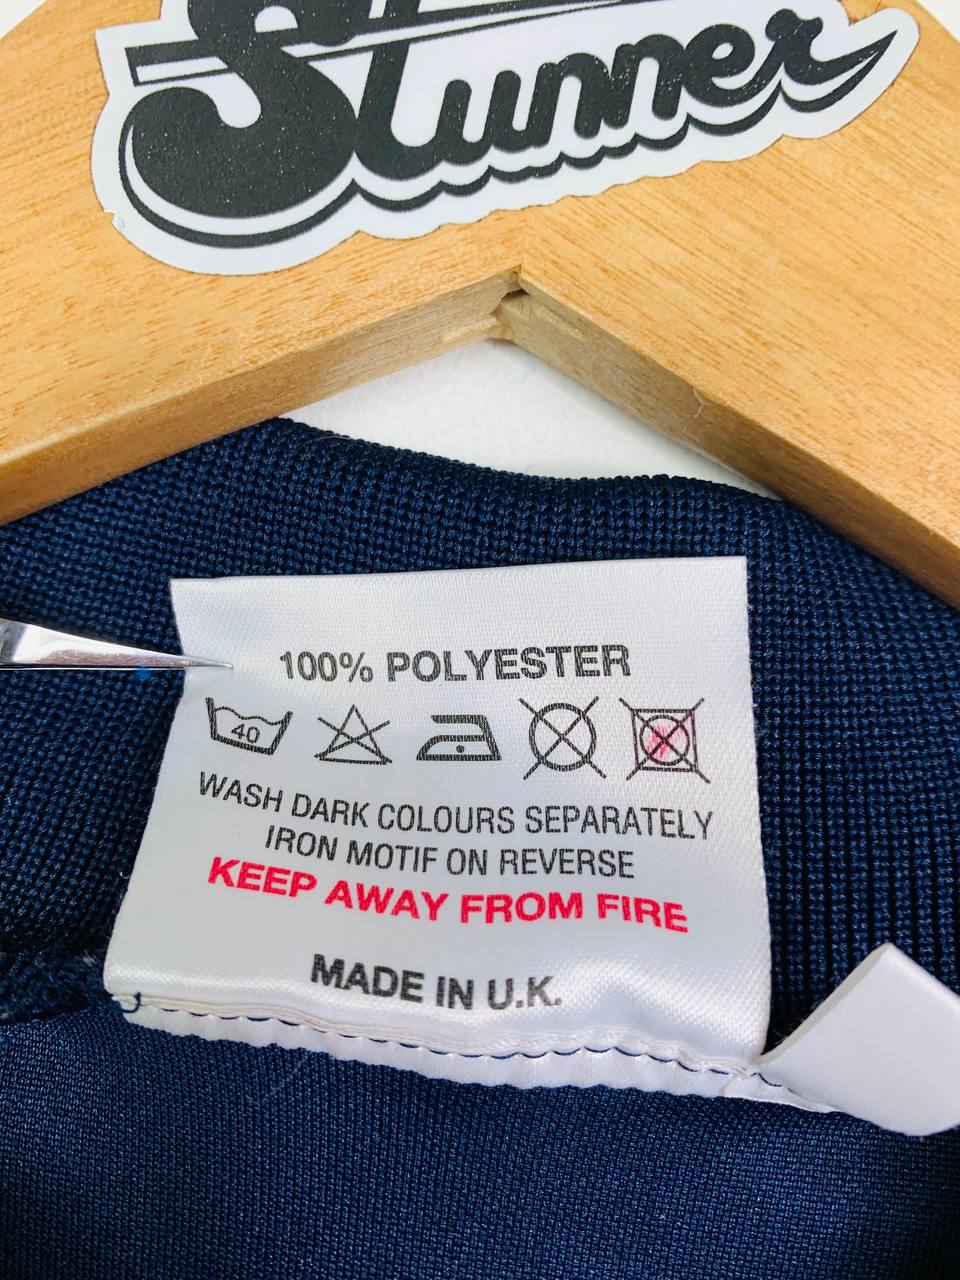 Stunner
100% POLYESTER
40
WASH DARK COLOURS SEPARATELY
IRON MOTIF ON REVERSE
KEEP AWAY FROM FIRE
MADE IN U.K.